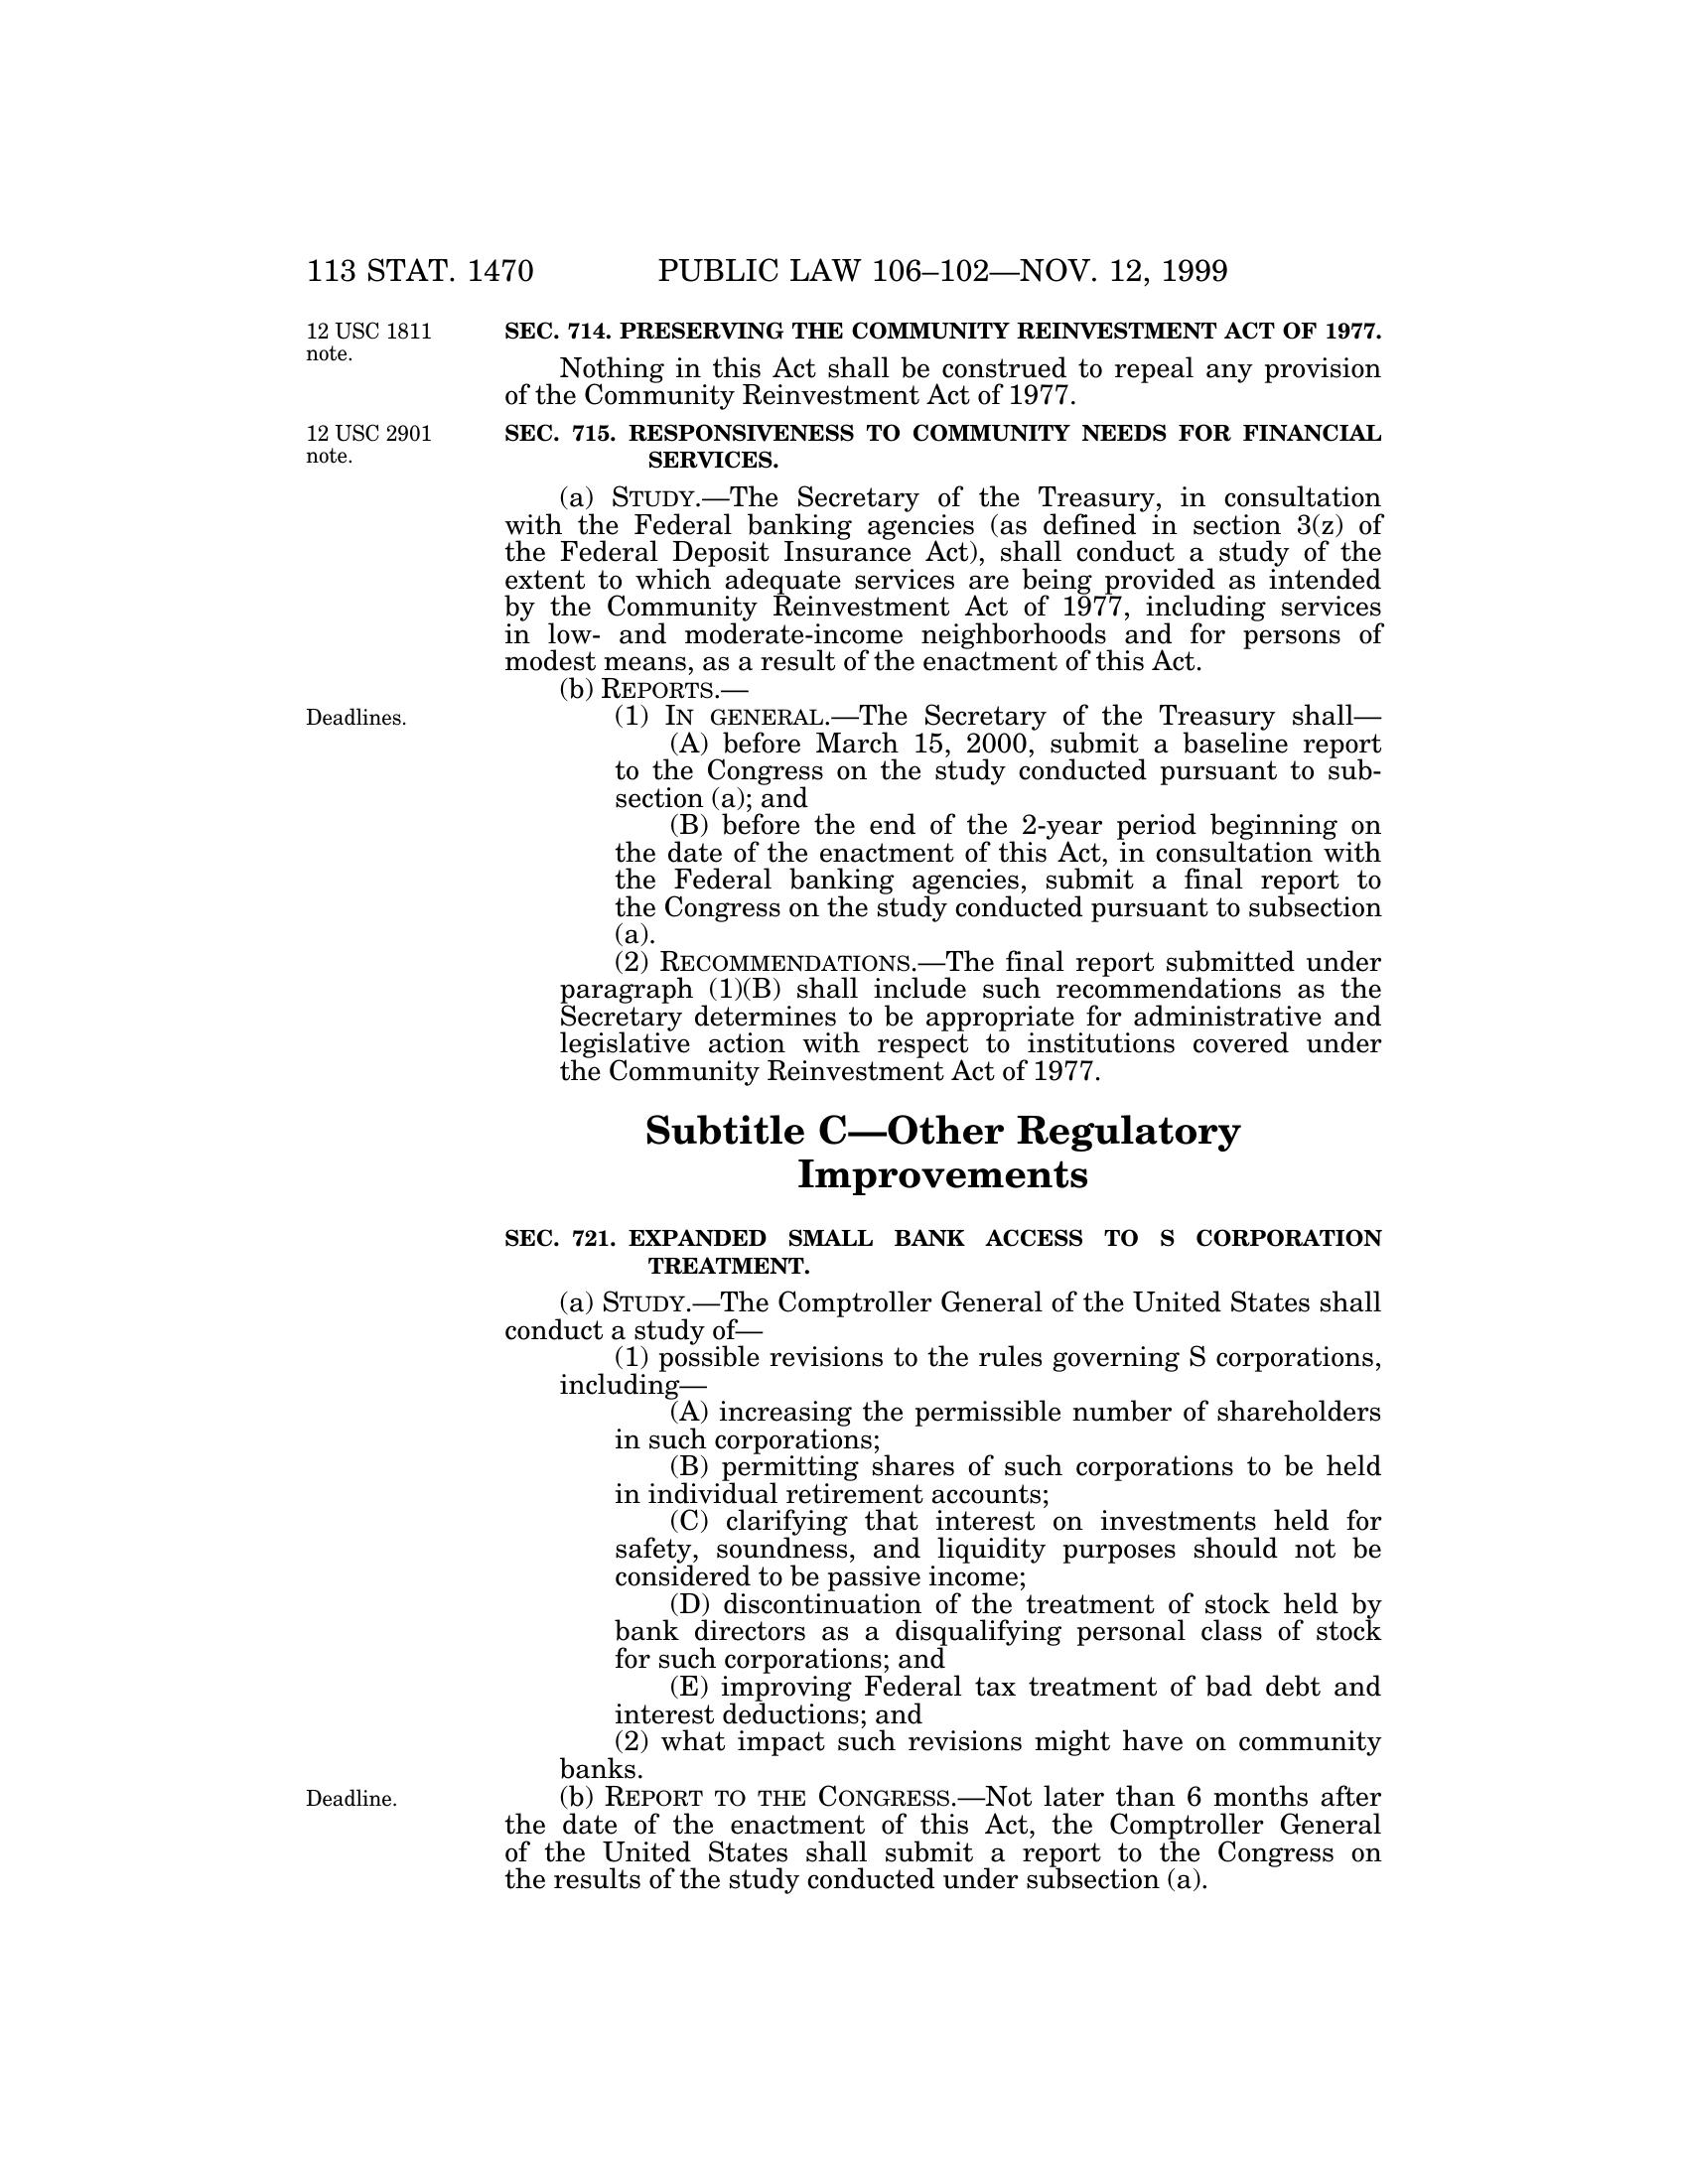 113 STAT. 1470 PUBLIC LAW 106–102—NOV. 12, 1999
12 USC 1811
note.
SEC. 714. PRESERVING THE COMMUNITY REINVESTMENT ACT OF 1977.
Nothing in this Act shall be construed to repeal any provision
of the Community Reinvestment Act of 1977.
12 USC 2901
note.
SEC. 715. RESPONSIVENESS TO COMMUNITY NEEDS FOR FINANCIAL
SERVICES.
(a) STUDY.—The Secretary of the Treasury, in consultation
with the Federal banking agencies (as defined in section 3(z) of
the Federal Deposit Insurance Act), shall conduct a study of the
extent to which adequate services are being provided as intended
by the Community Reinvestment Act of 1977, including services
in low- and moderate-income neighborhoods and for persons of
modest means, as a result of the enactment of this Act.
(b) REPORTS.—
Deadlines.
(1) IN GENERAL.—The Secretary of the Treasury shall—
(A) before March 15, 2000, submit a baseline report
to the Congress on the study conducted pursuant to sub-
section (a); and
(B) before the end of the 2-year period beginning on
the date of the enactment of this Act, in consultation with
the Federal banking agencies, submit a final report to
the Congress on the study conducted pursuant to subsection
(a).
(2) RECOMMENDATIONS.—The final report submitted under
paragraph (1)(B) shall include such recommendations as the
Secretary determines to be appropriate for administrative and
legislative action with respect to institutions covered under
the Community Reinvestment Act of 1977.
Subtitle C—Other Regulatory
Improvements
SEC. 721. EXPANDED SMALL BANK ACCESS TO S CORPORATION
TREATMENT.
(a) STUDY.—The Comptroller General of the United States shall
conduct a study of—
(1) possible revisions to the rules governing S corporations,
including—
(A) increasing the permissible number of shareholders
in such corporations;
(B) permitting shares of such corporations to be held
in individual retirement accounts;
(C) clarifying that interest on investments held for
safety, soundness, and liquidity purposes should not be
considered to be passive income;
(D) discontinuation of the treatment of stock held by
bank directors as a disqualifying personal class of stock
for such corporations; and
(E) improving Federal tax treatment of bad debt and
interest deductions; and
(2) what impact such revisions might have on community
banks.
Deadline.
(b) REPORT TO THE CONGRESS.—Not later than 6 months after
the date of the enactment of this Act, the Comptroller General
of the United States shall submit a report to the Congress on
the results of the study conducted under subsection (a).